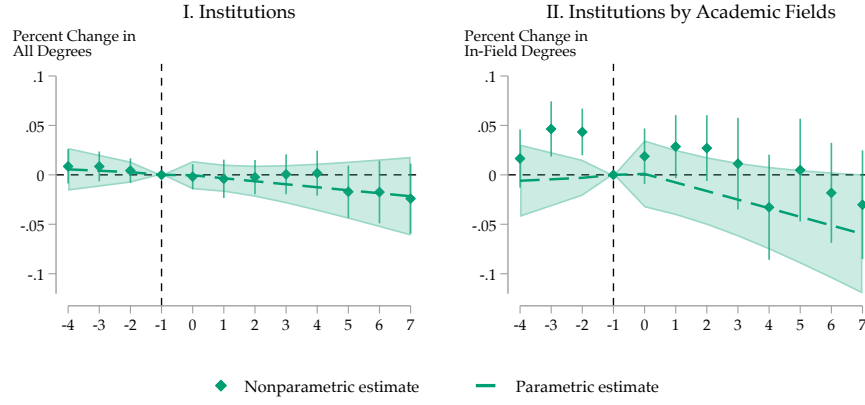 I. Institutions
Percent Change in
All Degrees
.1
.05
0
-.05
-.1
-4 -3 -2 -1 0 1 2 3 4 5 6 7
II. Institutions by Academic Fields
Percent Change in
In-Field Degrees
.1
.05
0
-.05
-.1
-4 -3 -2 -1 0 1 2 3 4 5 6 7
Nonparametric estimate Parametric estimate